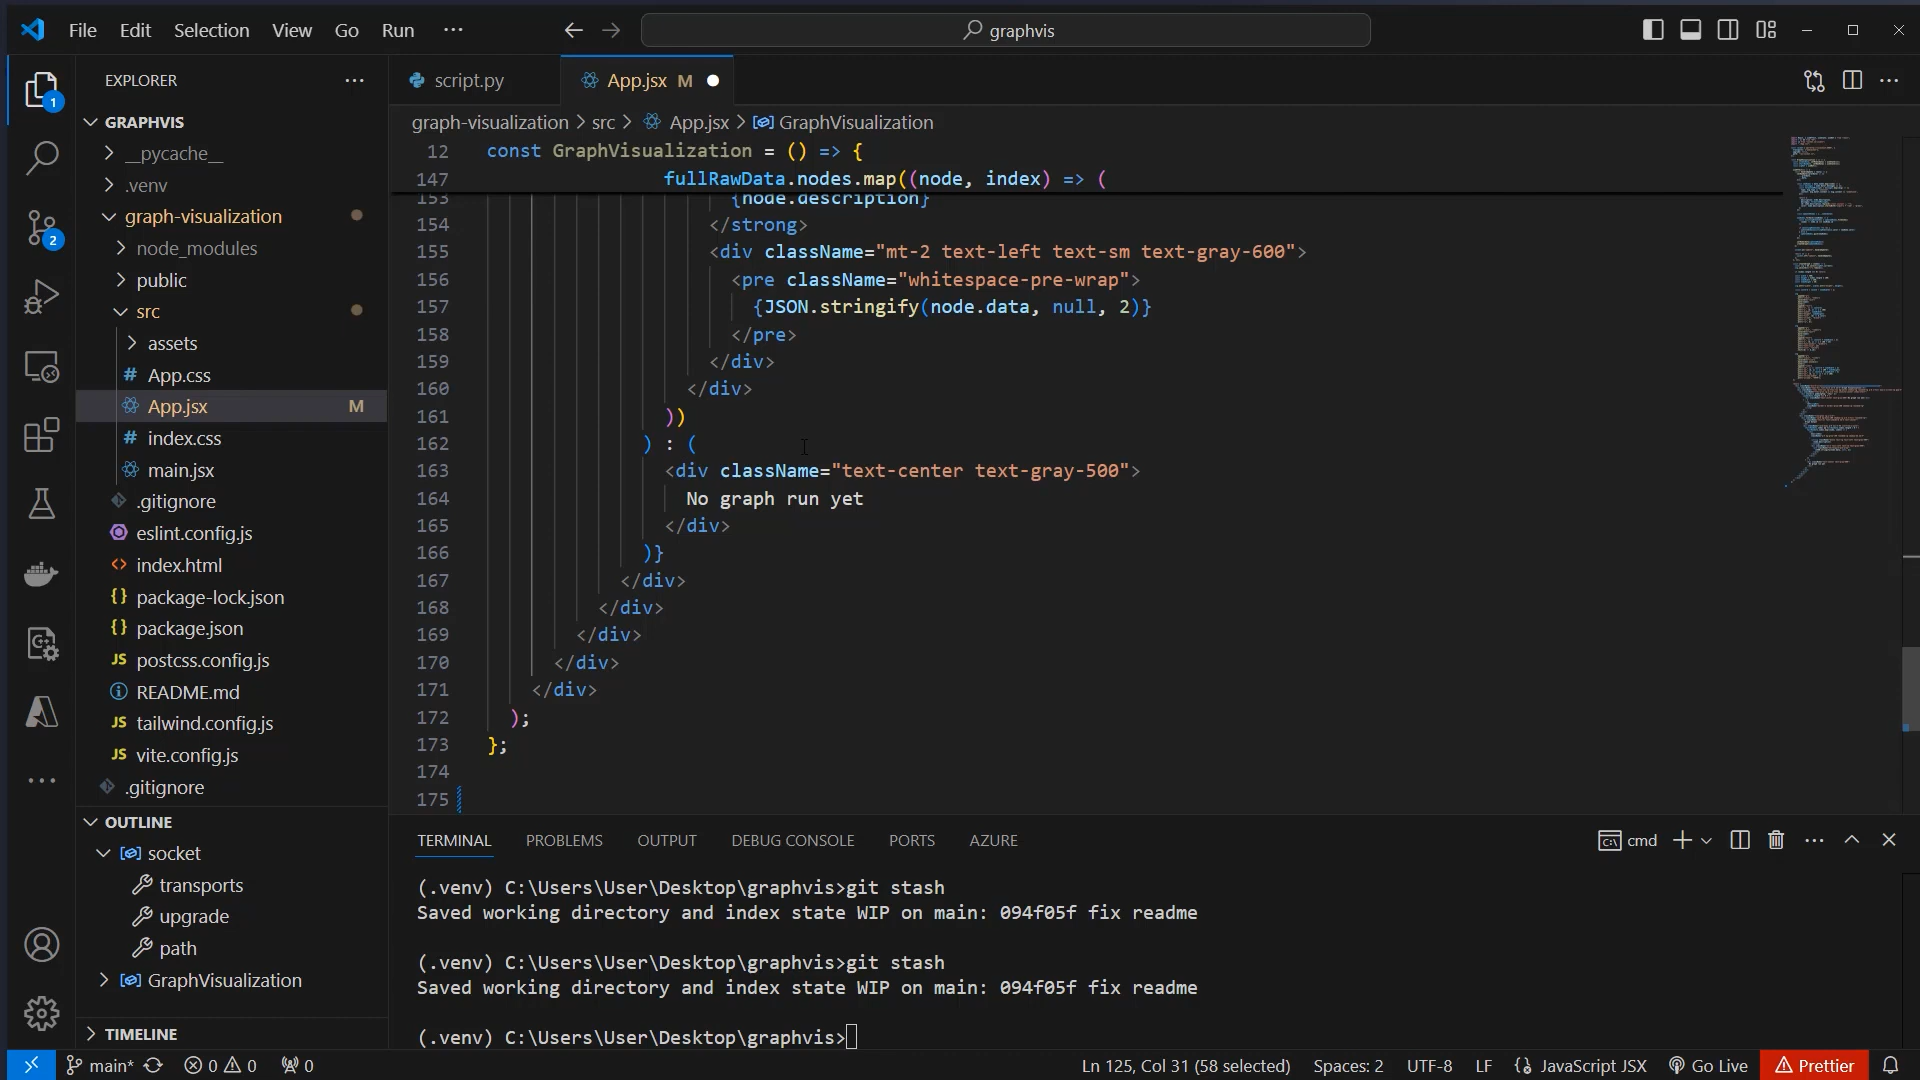 File Edit Selection View Go Run ···
graphvis
EXPLORER ···
1
2
GRAPHVIS
__pycache__
.venv
graph-visualization
node_modules
public
src
assets
# App.css
App.jsx M
# index.css
main.jsx
.gitignore
eslint.config.js
<> index.html
{} package-lock.json
{} package.json
JS postcss.config.js
README.md
JS tailwind.config.js
JS vite.config.js
.gitignore
OUTLINE
socket
transports
upgrade
path
GraphVisualization
TIMELINE
script.py
App.jsx M
graph-visualization > src > App.jsx > GraphVisualization
12 const GraphVisualization = () => {
147 fullRawData.nodes.map((node, index) => (
153 {node.description}
154 </strong>
155 <div className="mt-2 text-left text-sm text-gray-600">
156 <pre className="whitespace-pre-wrap">
157 {JSON.stringify(node.data, null, 2)}
158 </pre>
159 </div>
160 </div>
161 ))
162 ) : (
163 <div className="text-center text-gray-500">
164 No graph run yet
165 </div>
166 )}
167 </div>
168 </div>
169 </div>
170 </div>
171 </div>
172 );
173 };
174
175
TERMINAL PROBLEMS OUTPUT DEBUG CONSOLE PORTS AZURE
cmd
(.venv) C:\Users\User\Desktop\graphvis>git stash
Saved working directory and index state WIP on main: 094f05f fix readme
(.venv) C:\Users\User\Desktop\graphvis>git stash
Saved working directory and index state WIP on main: 094f05f fix readme
(.venv) C:\Users\User\Desktop\graphvis>
main* 0 0 0
Ln 125, Col 31 (58 selected) Spaces: 2 UTF-8 LF {} JavaScript JSX Go Live Prettier